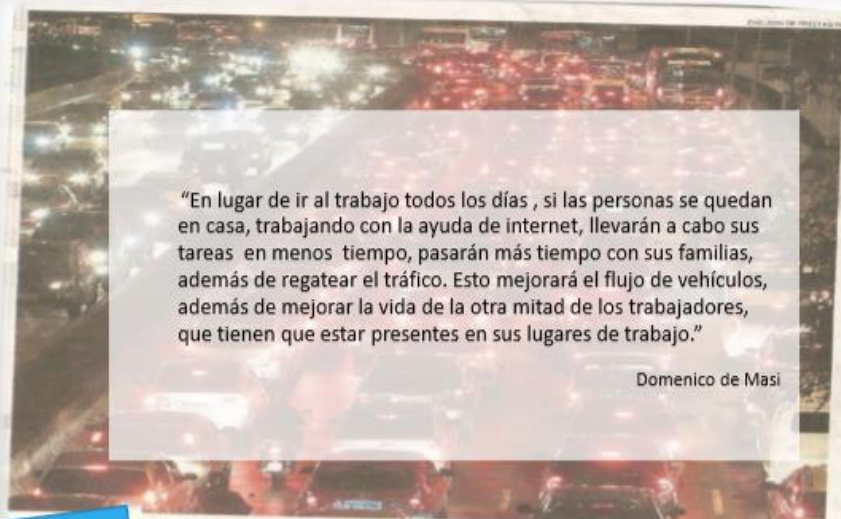 “En lugar de ir al trabajo todos los días , si las personas se quedan
en casa, trabajando con la ayuda de internet, llevarán a cabo sus
tareas en menos tiempo, pasarán más tiempo con sus familias,
además de regatear el tráfico. Esto mejorará el flujo de vehículos,
además de mejorar la vida de la otra mitad de los trabajadores,
que tienen que estar presentes en sus lugares de trabajo.”
Domenico de Masi